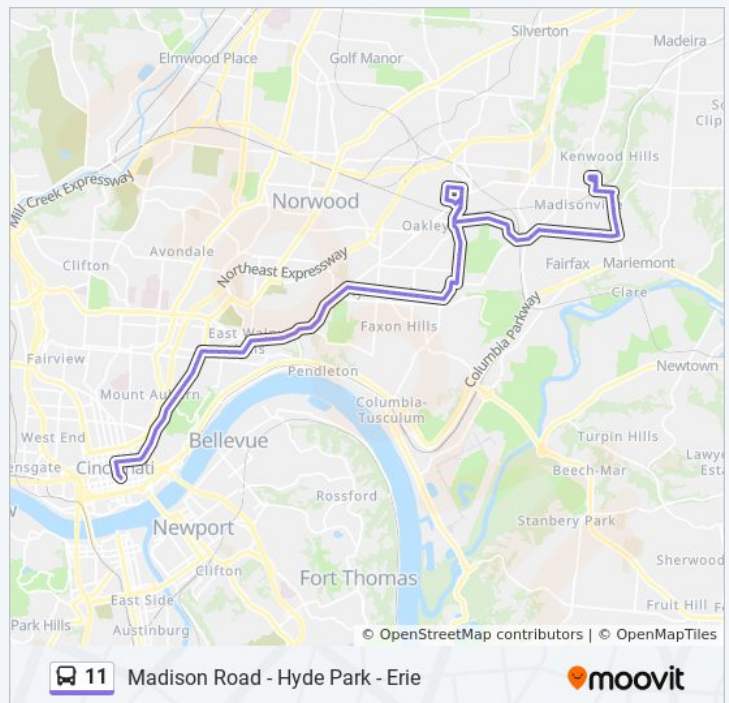 Silverton
Madeira
Elmwood Place
Golf Manor
Kenwood Hills
Mill Creek Expressway
Norwood
Madisonvill
Oakley
Avondale
Clifton
Northeast Expressway
Fairfax
Mariemont
Clare
East Wal
Faxon Hills
Columbia Parkway
Fairview
Pendleton
Newtown
Mount Auburn
Columbia-
Tusculum
West End
Bellevue
Turpin Hills
Cincinnati
Beech-Mar
Rossford
Stanbery Park
Newport
Sherwood
Clifton
Fort Thomas
East Side
Fruit Hill
Park Hills
Austinburg
© OpenStreetMap contributors | © OpenMapTiles
11 Madison Road - Hyde Park - Erie
moovit